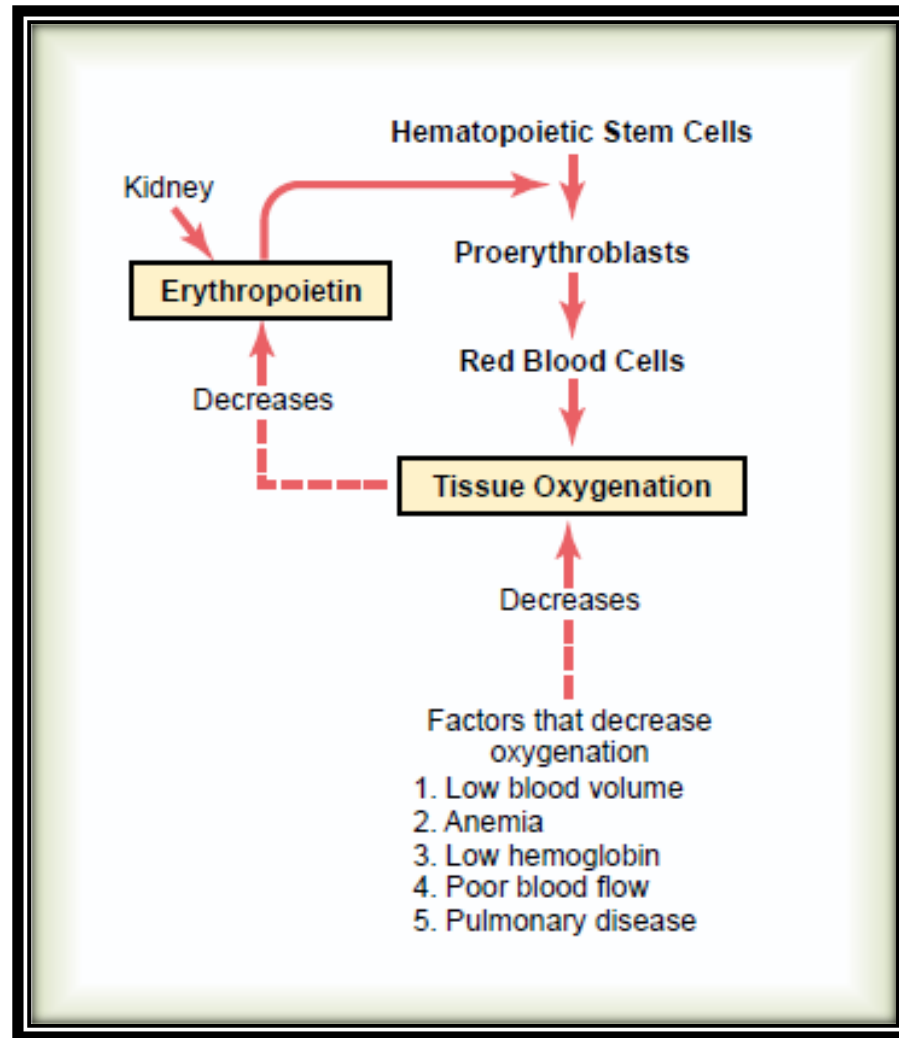 Hematopoietic Stem Cells
Kidney
Proerythroblasts
Erythropoietin
Red Blood Cells
Decreases
Tissue Oxygenation
Decreases
Factors that decrease
oxygenation
1. Low blood volume
2. Anemia
3. Low hemoglobin
4. Poor blood flow
5. Pulmonary disease